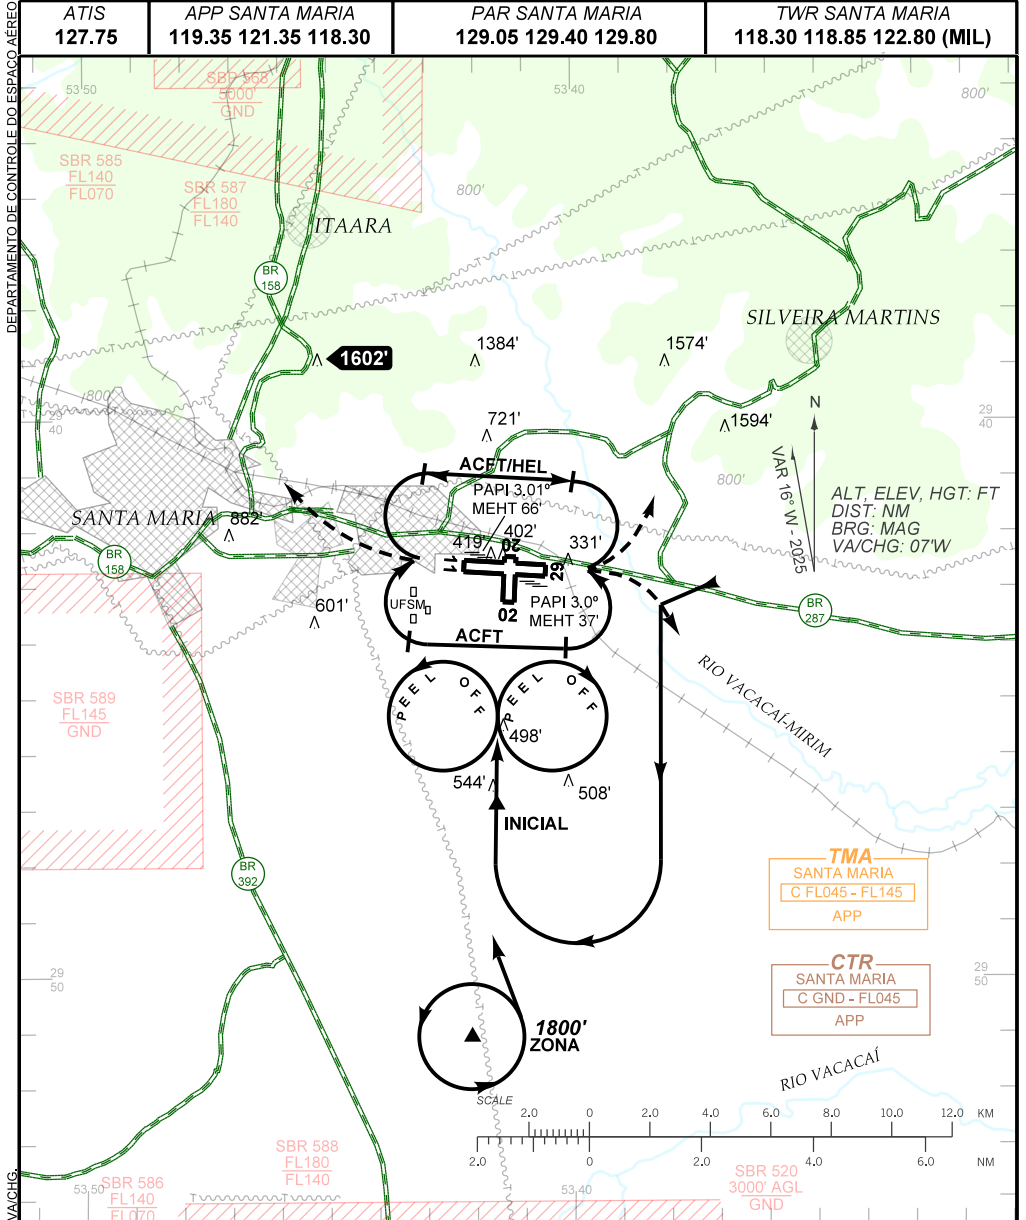 ATIS
127.75
APP SANTA MARIA
119.35 121.35 118.30
PAR SANTA MARIA
129.05 129.40 129.80
TWR SANTA MARIA
118.30 118.85 122.80 (MIL)
DEPARTAMENTO DE CONTROLE DO ESPAÇO AÉREO
53 50
53 40
SBR 568
5000'
GND
800'
SBR 585
FL140
FL070
SBR 587
FL180
FL140
800'
ITAARA
BR
158
SILVEIRA MARTINS
1602'
1384'
1574'
800'
29
40
29
40
721'
1594'
N
VAR 16° W - 2025
800'
ALT, ELEV, HGT: FT
DIST: NM
BRG: MAG
VA/CHG: 07'W
ACFT/HEL
PAPI 3.01°
MEHT 66'
SANTA MARIA
882'
402'
419'
20
331'
11
29
BR
158
UFSM
02
PAPI 3.0°
MEHT 37'
601'
BR
287
ACFT
RIO VACACAÍ-MIRIM
PEEL OFF
PEEL OFF
SBR 589
FL145
GND
498'
544'
508'
INICIAL
BR
392
TMA
SANTA MARIA
C FL045 - FL145
APP
CTR
SANTA MARIA
C GND - FL045
APP
29
50
29
50
1800'
ZONA
RIO VACACAÍ
SCALE
2.0 0 2.0 4.0 6.0 8.0 10.0 12.0 KM
2.0 0 2.0 4.0 6.0 NM
SBR 588
FL180
FL140
SBR 520
3000' AGL
GND
SBR 586
FL140
FL070
53 50
53 40
VA/CHG.